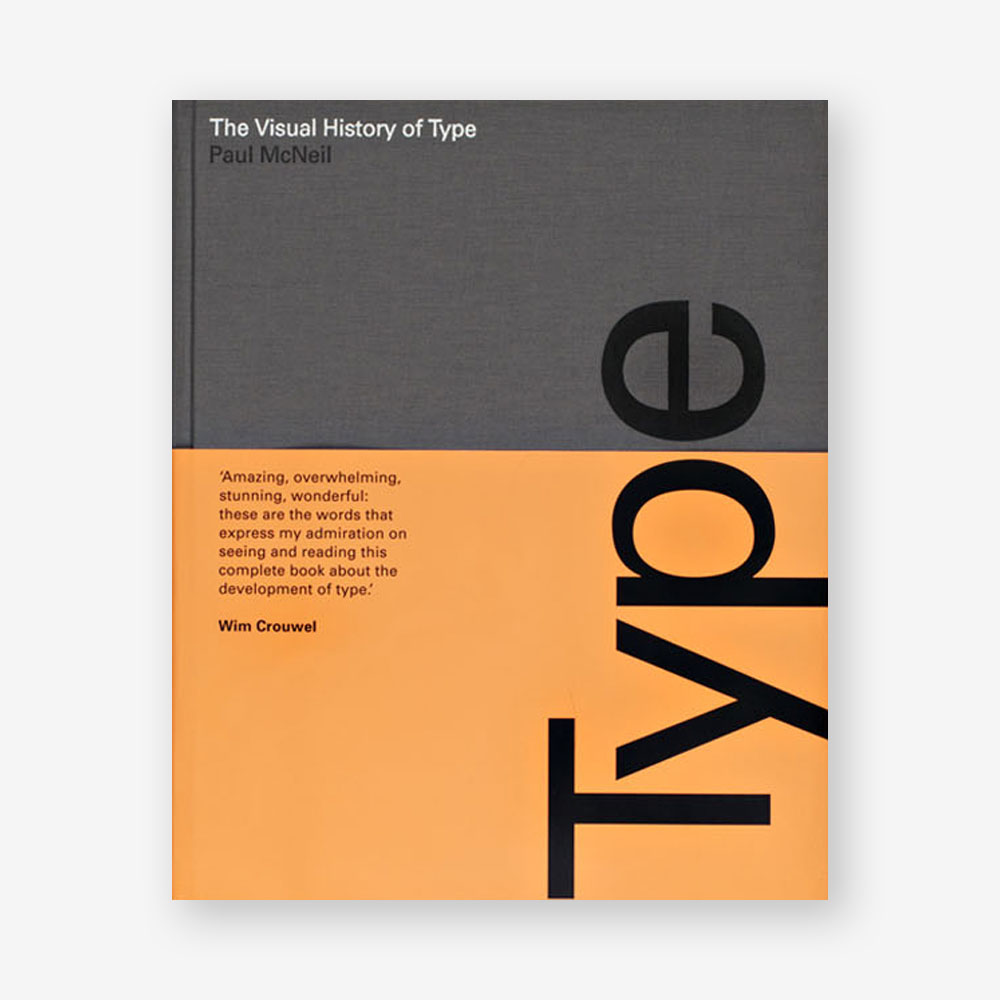 The Visual History of Type
Paul McNeil
‘Amazing, overwhelming,
stunning, wonderful:
these are the words that
express my admiration on
seeing and reading this
complete book about the
development of type.’
Wim Crouwel
Type